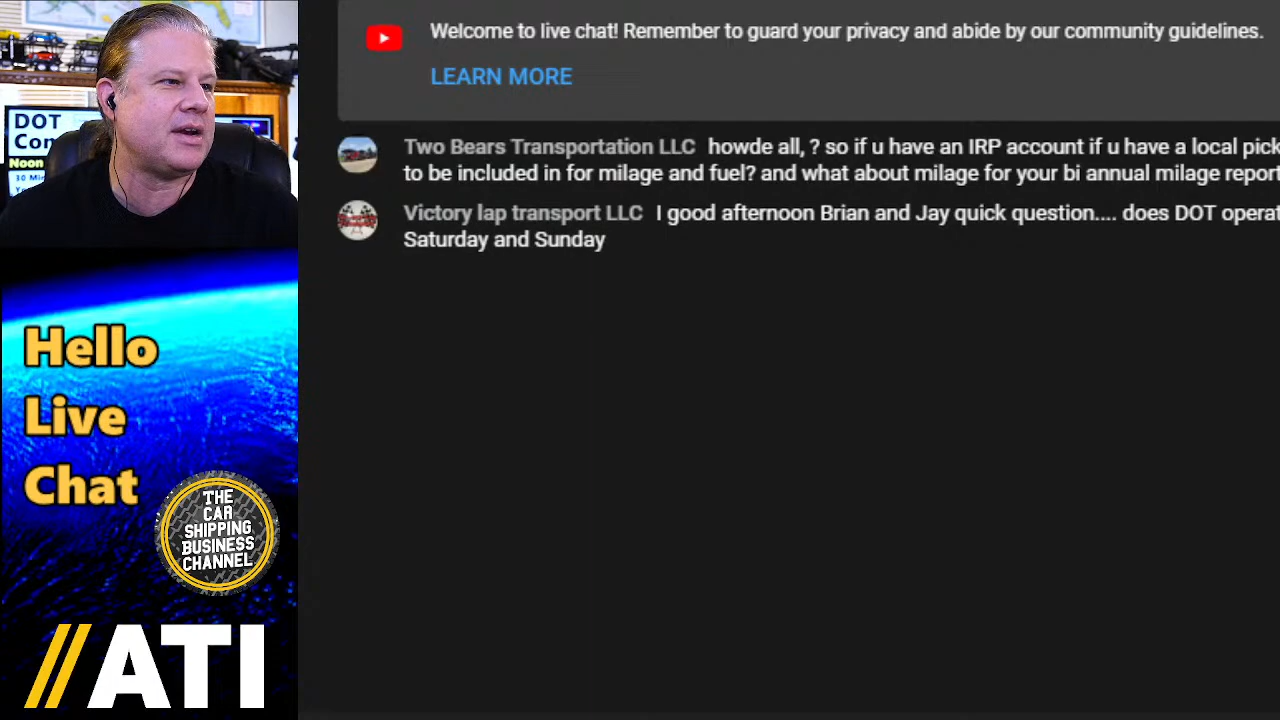 DOT
Con
Noon
30 Mi
Hello
Live
Chat
THE
CAR
SHIPPING
BUSINESS
CHANNEL
//ATI
Welcome to live chat! Remember to guard your privacy and abide by our community guidelines.
LEARN MORE
Two Bears Transportation LLC howde all, ? so if u have an IRP account if u have a local pick
to be included in for milage and fuel? and what about milage for your bi annual milage report
Victory lap transport LLC I good afternoon Brian and Jay quick question.... does DOT operat
Saturday and Sunday